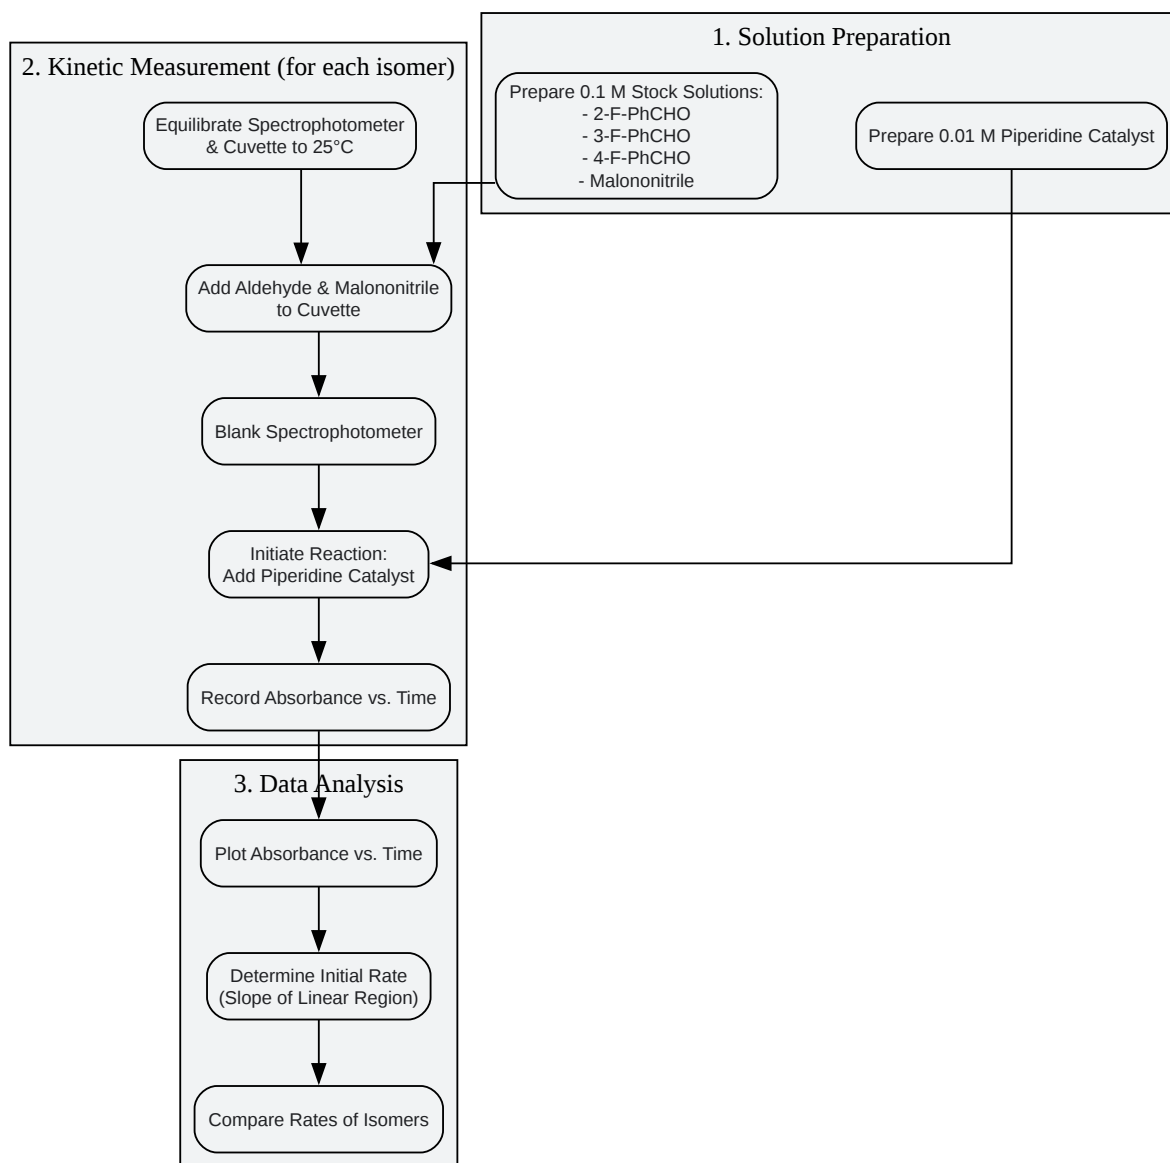 1. Solution Preparation
Prepare 0.1 M Stock Solutions:
- 2-F-PhCHO
- 3-F-PhCHO
- 4-F-PhCHO
- Malononitrile
Prepare 0.01 M Piperidine Catalyst
2. Kinetic Measurement (for each isomer)
Equilibrate Spectrophotometer
& Cuvette to 25°C
Add Aldehyde & Malononitrile
to Cuvette
Blank Spectrophotometer
Initiate Reaction:
Add Piperidine Catalyst
Record Absorbance vs. Time
3. Data Analysis
Plot Absorbance vs. Time
Determine Initial Rate
(Slope of Linear Region)
Compare Rates of Isomers